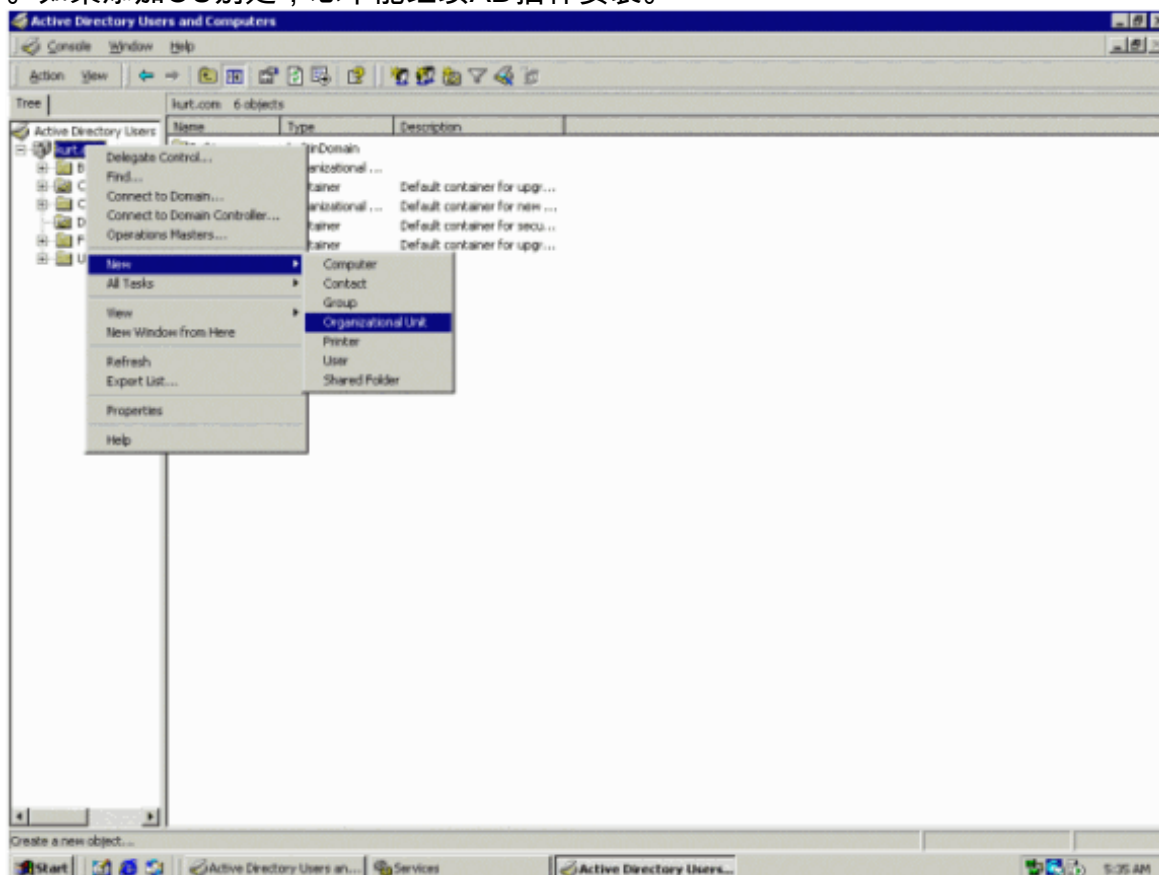 Active Directory Users and Computers
Console Window Help
Action View
Tree
kurt.com 6 objects
Active Directory Users
Name Type Description
Delegate Control...
Find...
Connect to Domain...
Connect to Domain Controller...
Operations Masters...
New
All Tasks
View
New Window from Here
Refresh
Export List...
Properties
Help
Computer
Contact
Group
Organizational Unit
Printer
User
Shared Folder
Default container for upgr...
Default container for new ...
Default container for secu...
Default container for upgr...
Create a new object...
Start Active Directory Users an... Services Active Directory Users... 5:35 AM